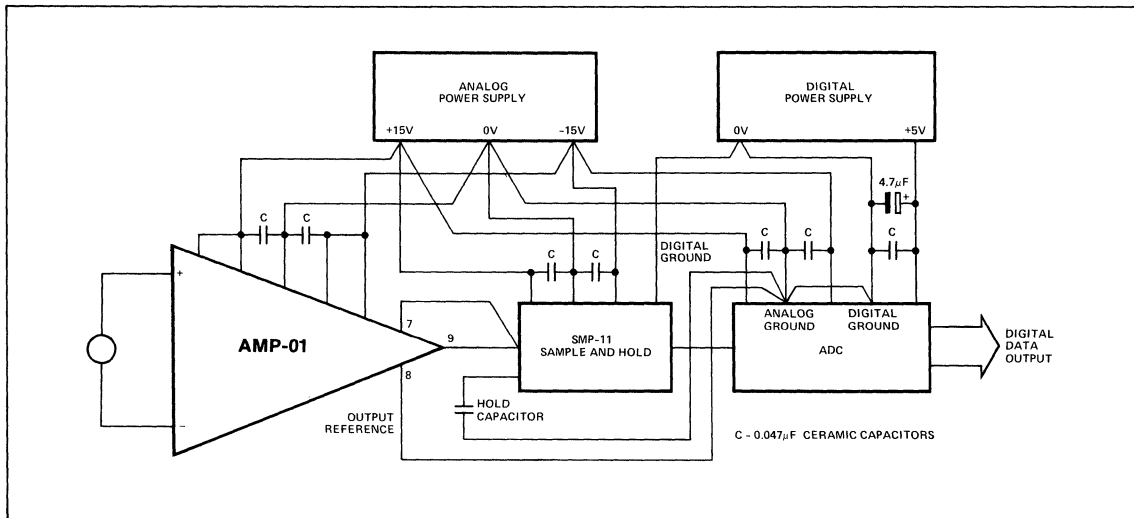 ANALOG
POWER SUPPLY
+15V 0V -15V
DIGITAL
POWER SUPPLY
0V +5V
4.7µF
+
C C
C C
DIGITAL
GROUND
C C
C
+
-
AMP-01
7
9
8
SMP-11
SAMPLE AND HOLD
ANALOG
GROUND
DIGITAL
GROUND
ADC
DIGITAL
DATA
OUTPUT
HOLD
CAPACITOR
OUTPUT
REFERENCE
C - 0.047µF CERAMIC CAPACITORS